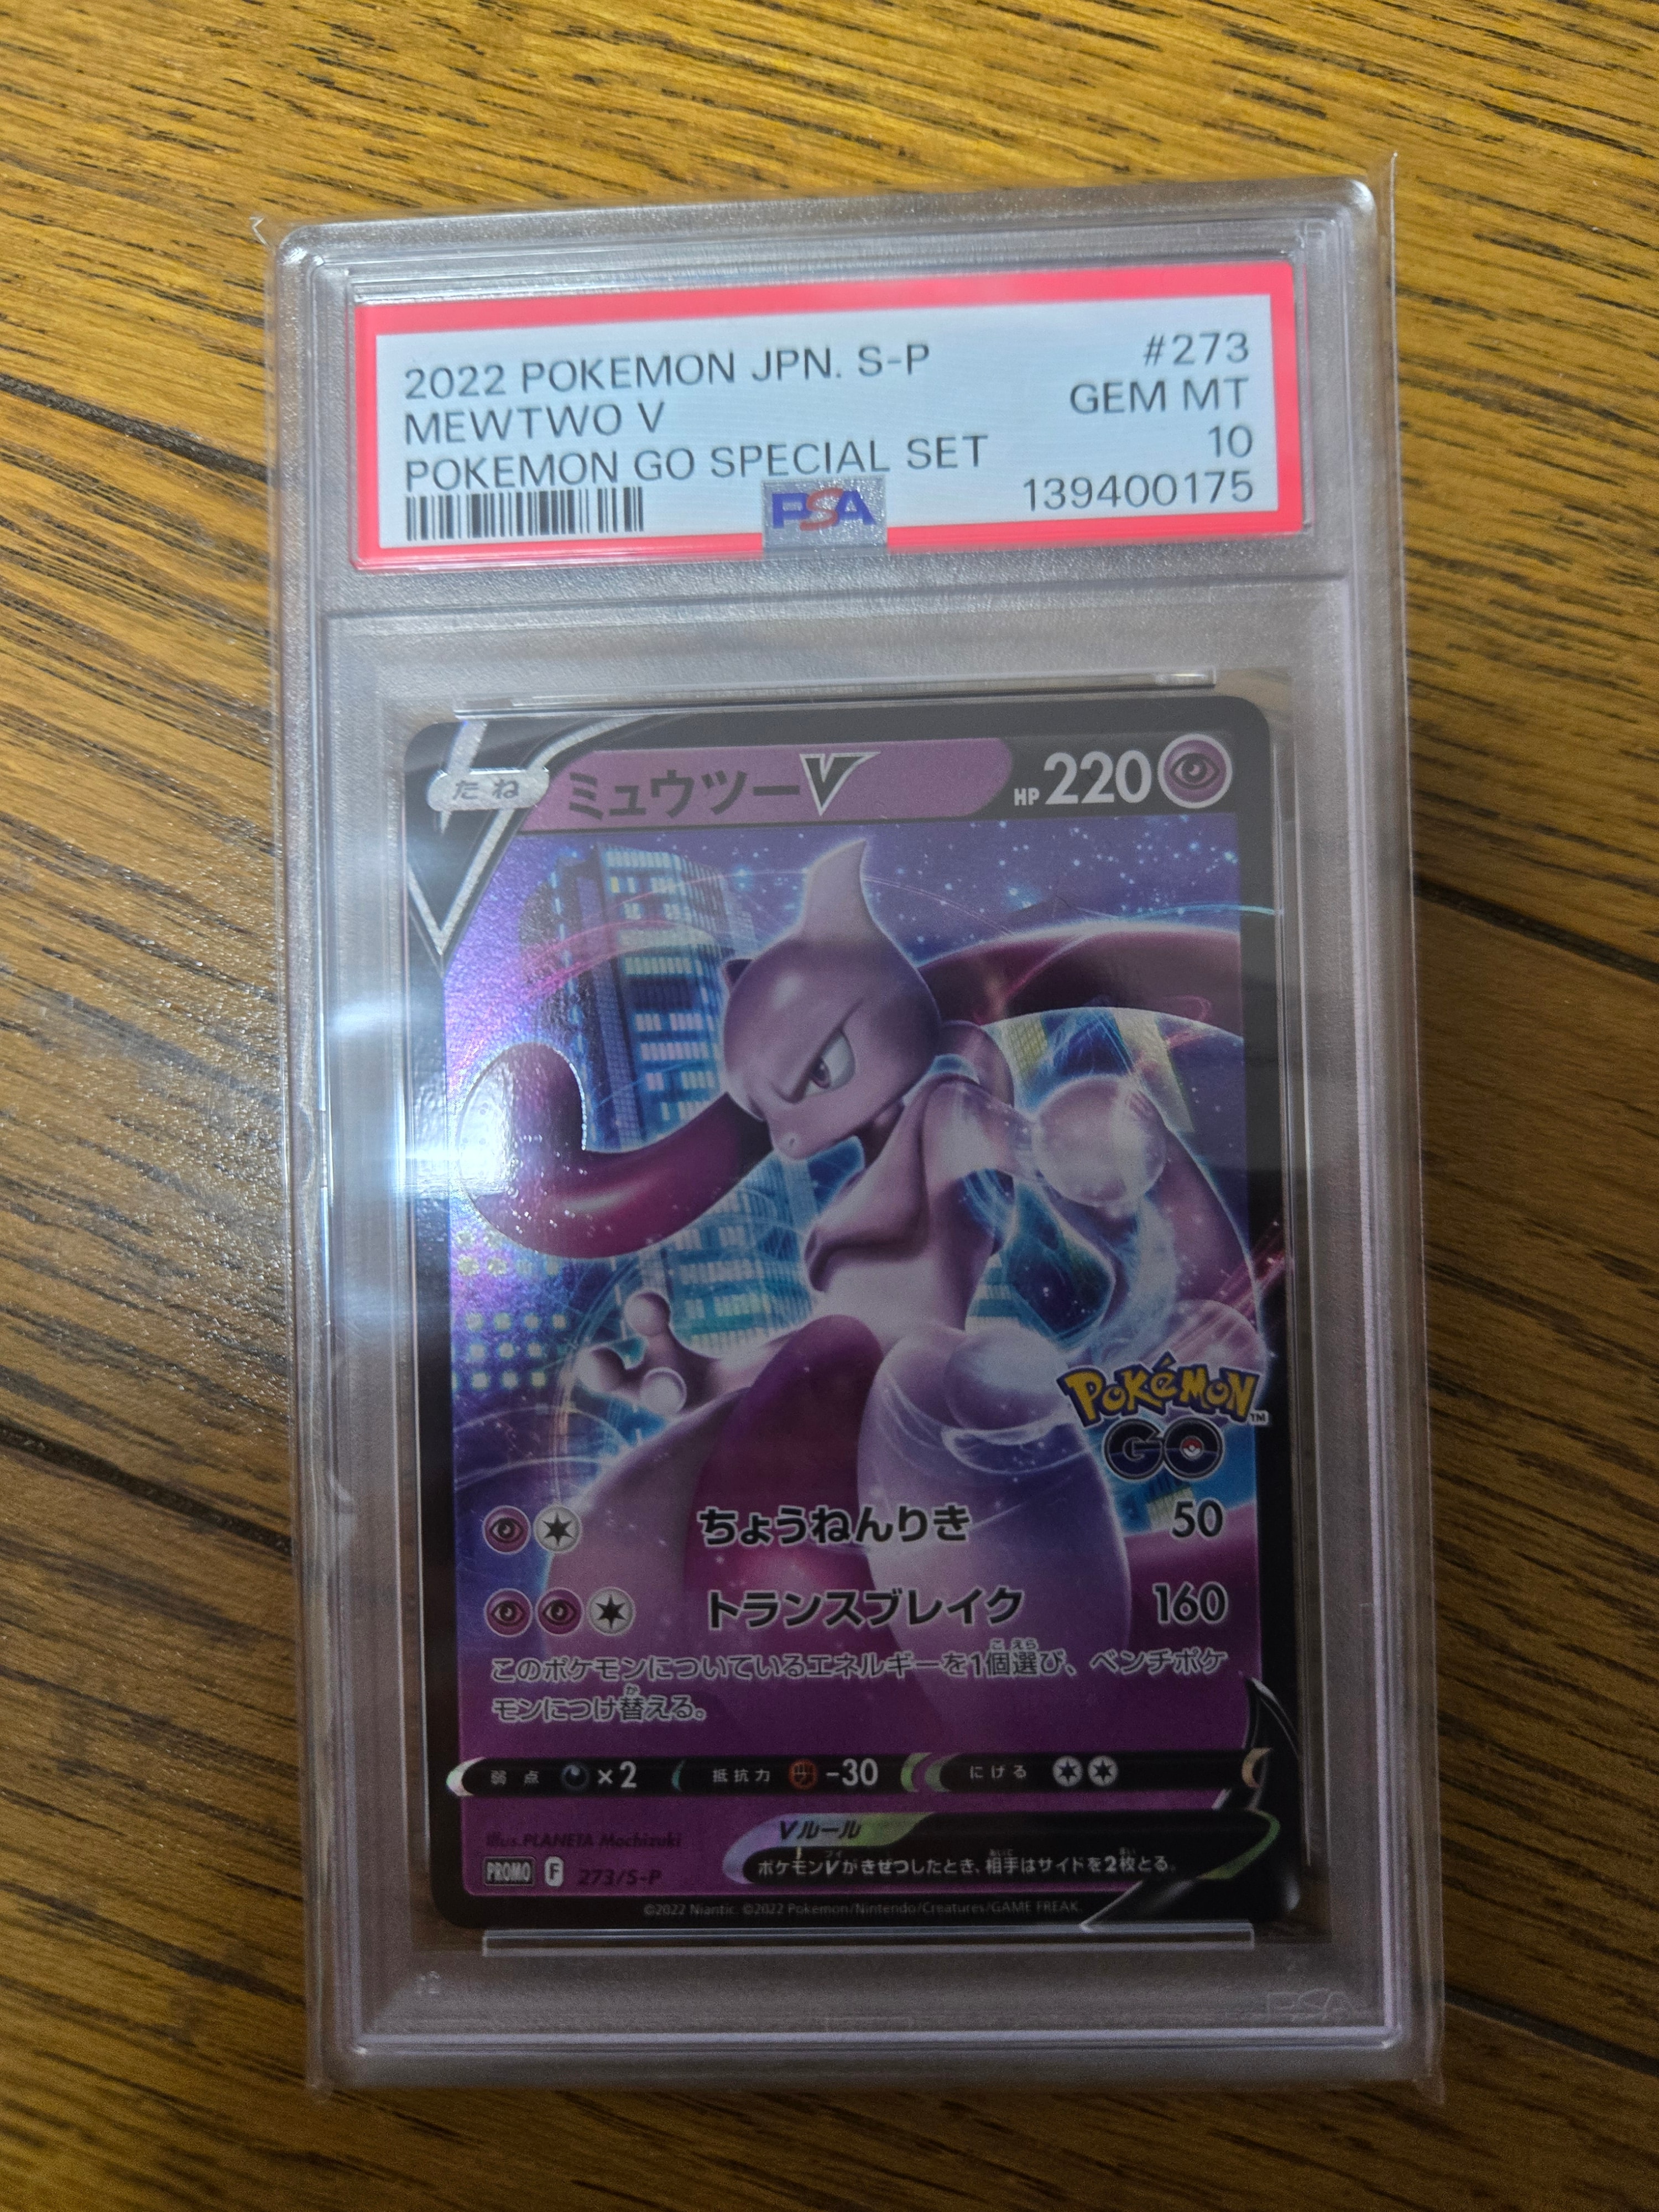 2022 POKEMON JPN. S-P #273
MEWTWO V GEM MT
POKEMON GO SPECIAL SET 10
PSA 139400175
たね ミュウツーV HP 220
POKéMON™
GO
ちょうねんりき 50
トランスブレイク 160
このポケモンについているエネルギーを1個選び、ベンチポケ
モンにつけ替える。
弱点 ×2 抵抗力 -30 にげる
Vルール
ポケモンVがきぜつしたとき、相手はサイドを2枚とる。
Illus. PLANETA Mochizuki
PROMO F 273/S-P
©2022 Niantic. ©2022 Pokémon/Nintendo/Creatures/GAME FREAK.
PSA